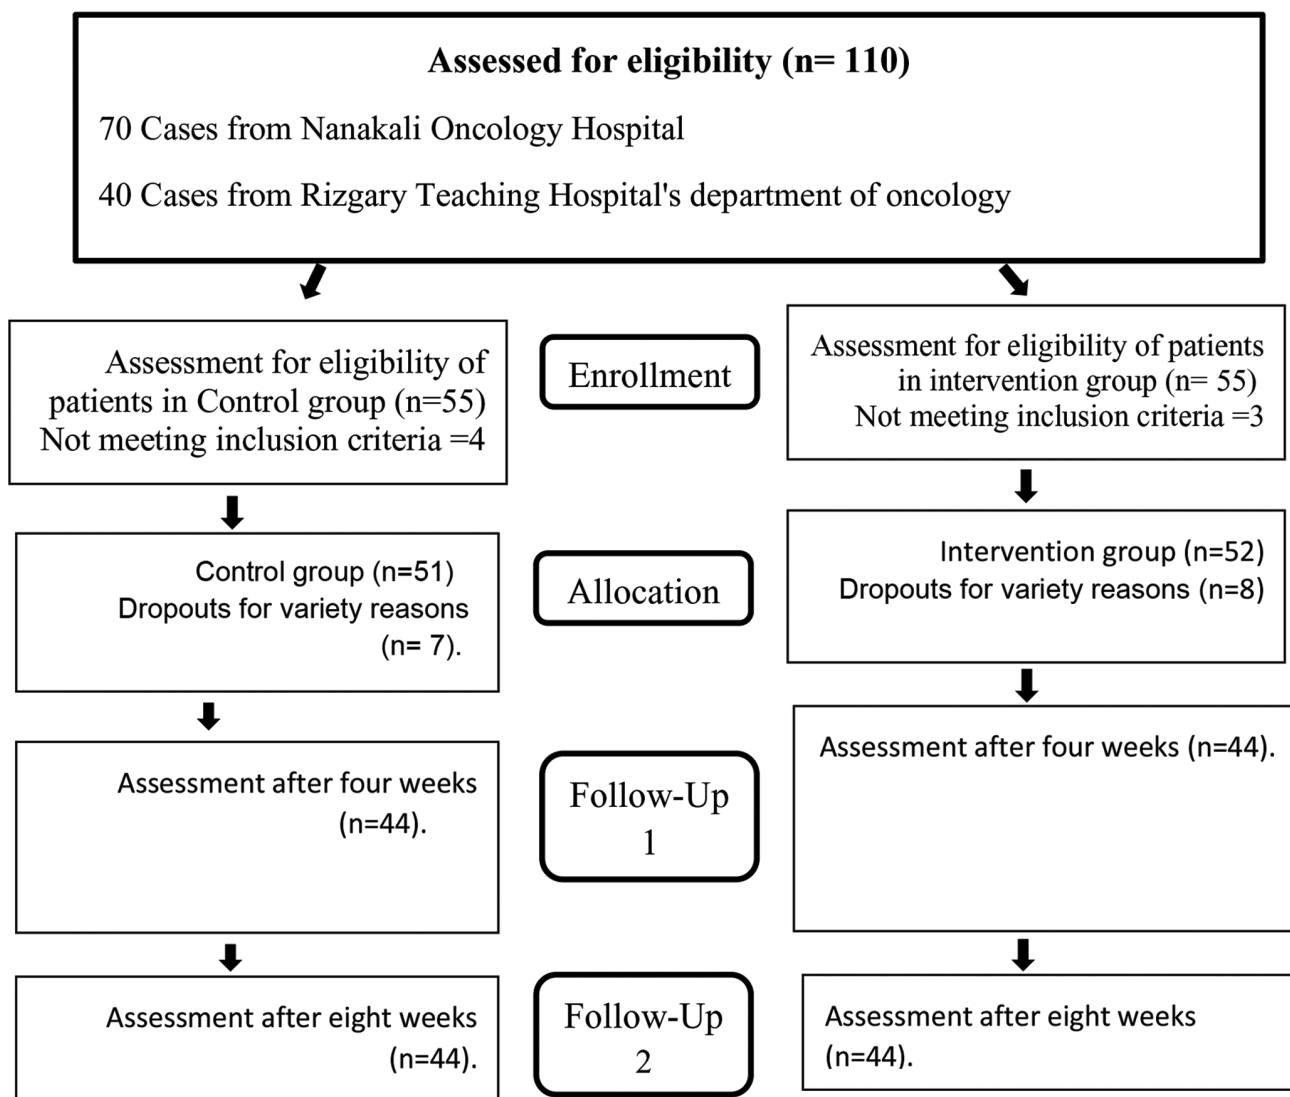 Assessed for eligibility (n= 110)
70 Cases from Nanakali Oncology Hospital
40 Cases from Rizgary Teaching Hospital's department of oncology
Assessment for eligibility of
patients in Control group (n=55)
Not meeting inclusion criteria =4
Enrollment
Assessment for eligibility of patients
in intervention group (n= 55)
Not meeting inclusion criteria =3
Control group (n=51)
Dropouts for variety reasons
(n= 7).
Allocation
Intervention group (n=52)
Dropouts for variety reasons (n=8)
Assessment after four weeks
(n=44).
Follow-Up
1
Assessment after four weeks (n=44).
Assessment after eight weeks
(n=44).
Follow-Up
2
Assessment after eight weeks
(n=44).